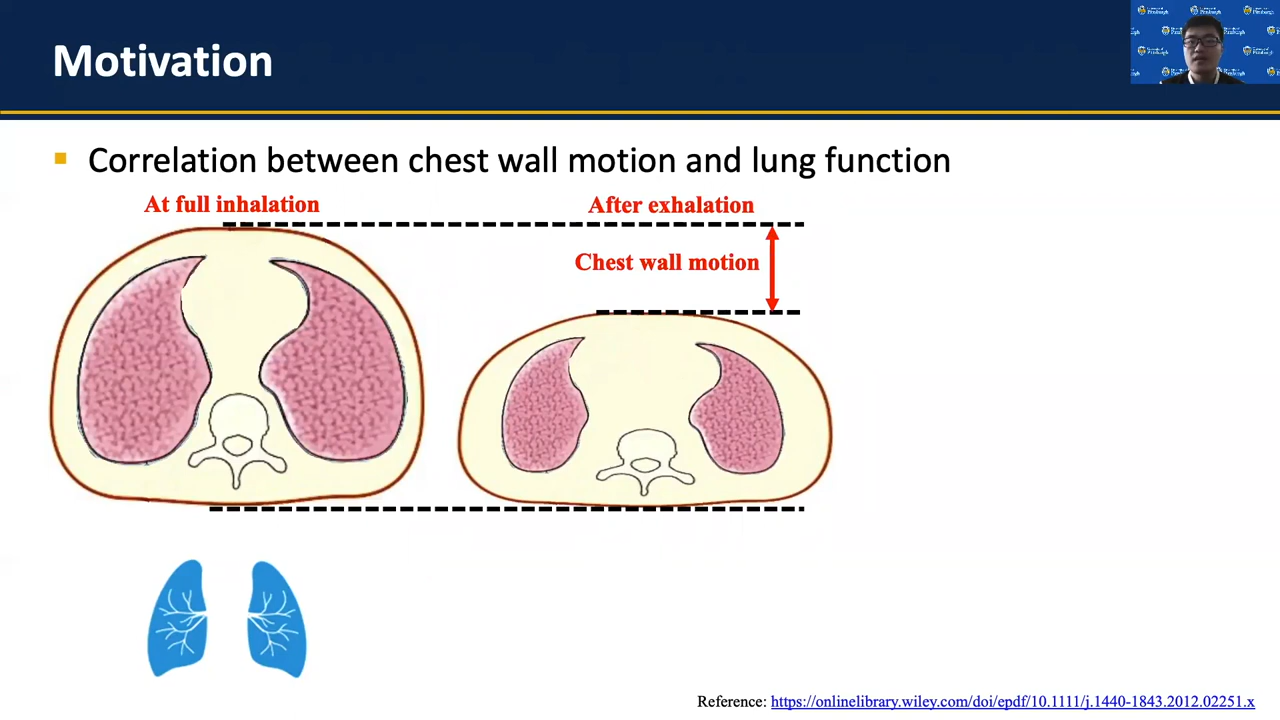 Motivation
Correlation between chest wall motion and lung function
At full inhalation
After exhalation
Chest wall motion
Reference: https://onlinelibrary.wiley.com/doi/epdf/10.1111/j.1440-1843.2012.02251.x